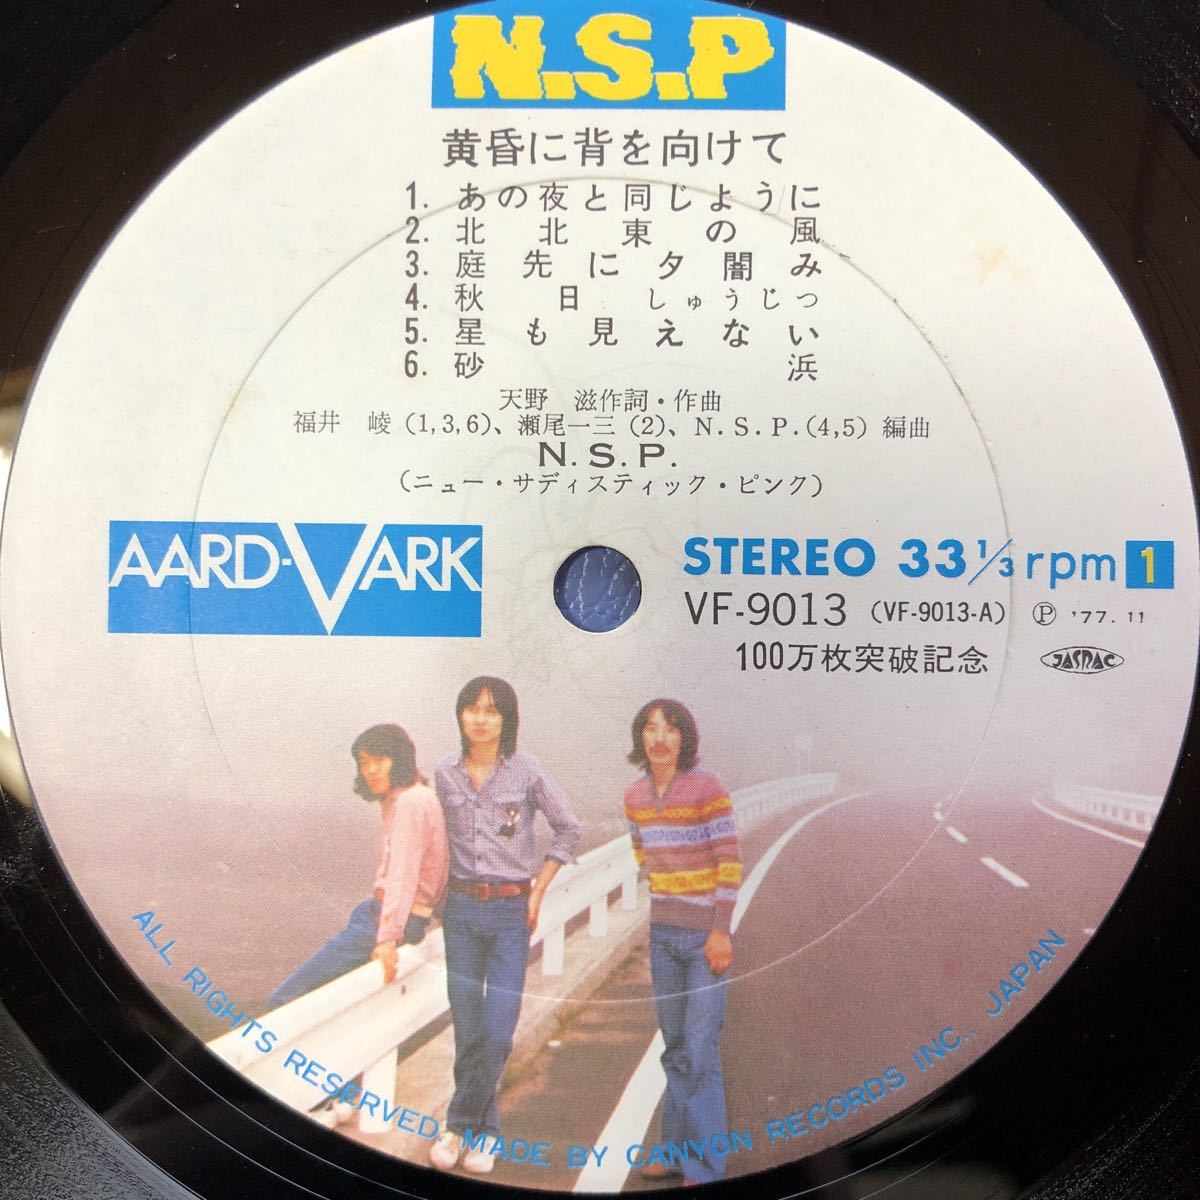 N.S.P
黄昏に背を向けて
1. あの夜と同じように
2. 北北東の風
3. 庭先に夕闇み
4. 秋日 しゅうじつ
5. 星も見えない
6. 砂浜
天野 滋作詞・作曲
福井 崚(1,3,6)、瀬尾一三(2)、N.S.P.(4,5)編曲
N.S.P.
(ニュー・サディスティック・ピンク)
AARD-VARK
STEREO 33 1/3 rpm 1
VF-9013 (VF-9013-A) Ⓟ '77.11
100万枚突破記念 JASRAC
ALL RIGHTS RESERVED. MADE BY CANYON RECORDS INC., JAPAN